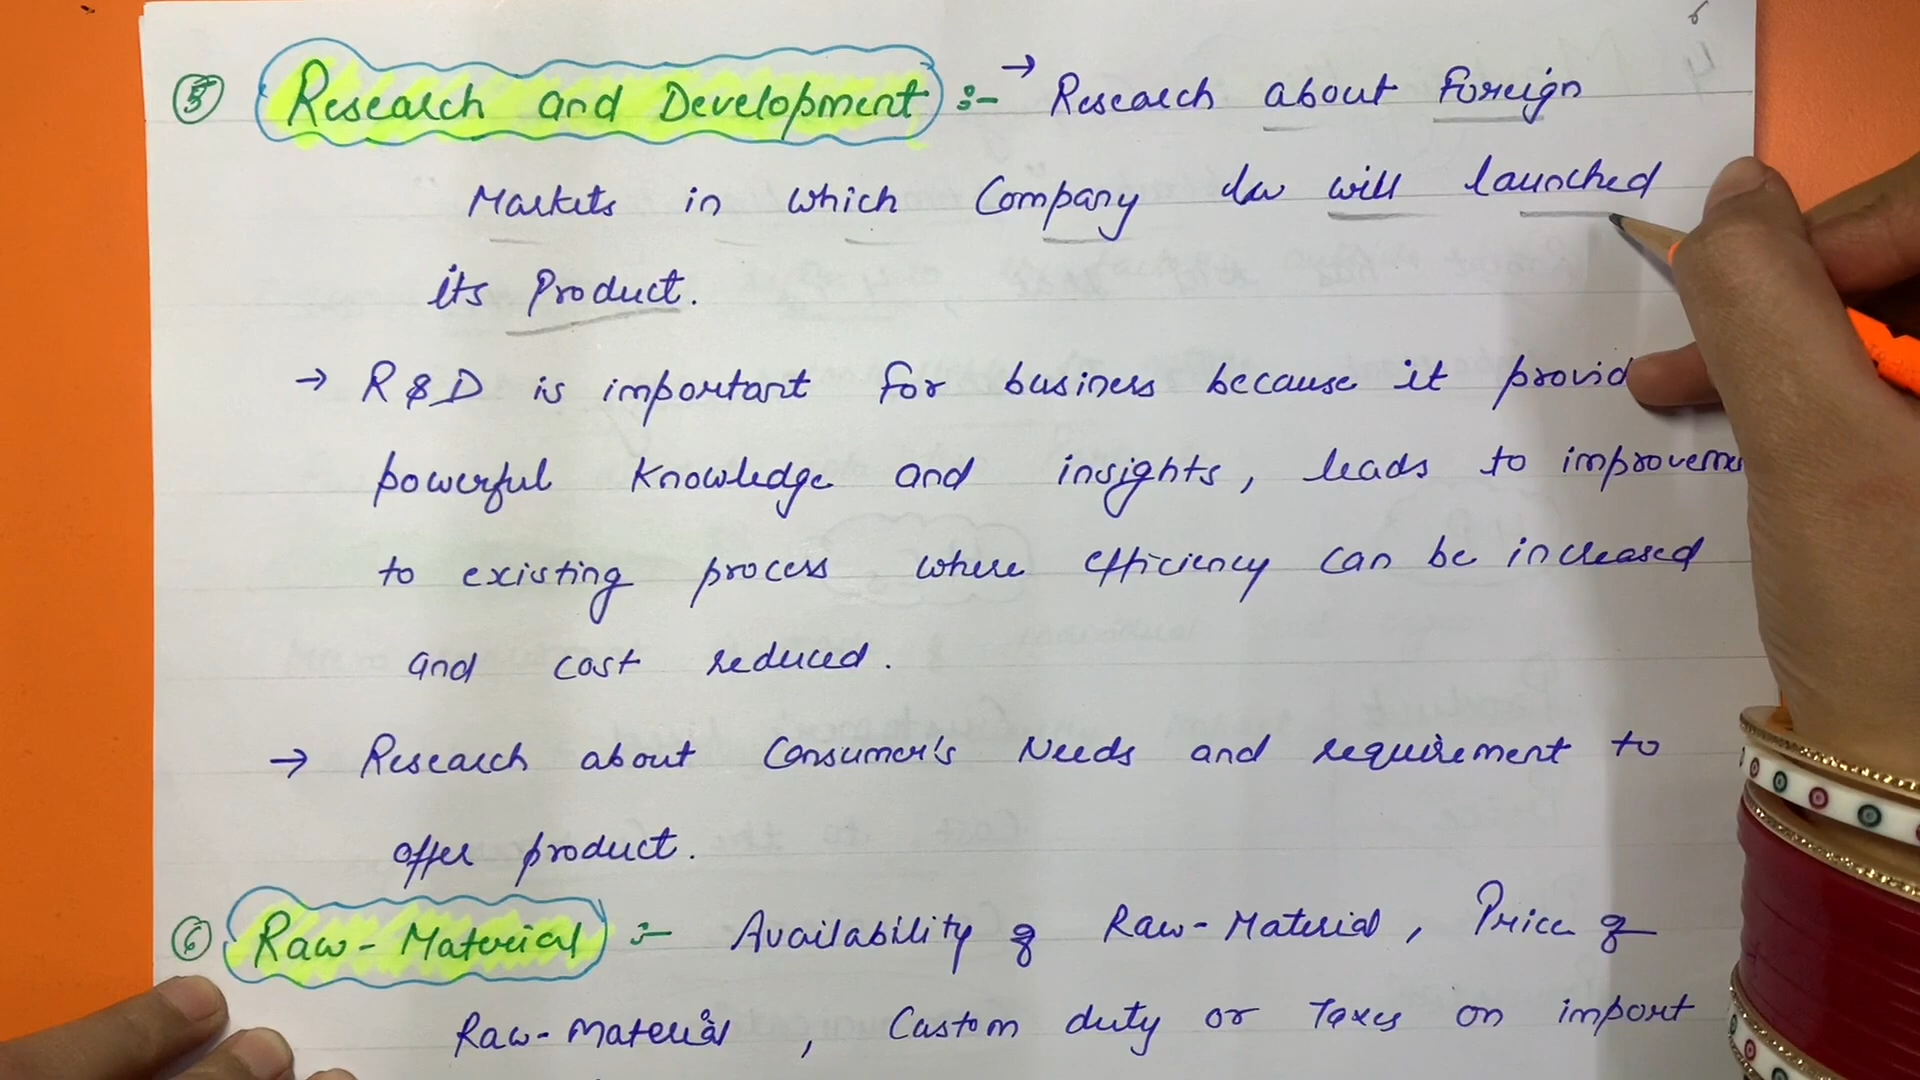 ⑤ Research and Development :- → Research about Foreign
Markets in which Company will launched
its Product.
→ R&D is important for business because it provid
powerful knowledge and insights, leads to improveme
to existing process where efficiency can be increased
and cost reduced.
→ Research about Consumer's Needs and requirement to
offer product.
⑥ Raw-Material :- Availability of Raw-Material, Price of
Raw-Material, Custom duty or Taxes on import